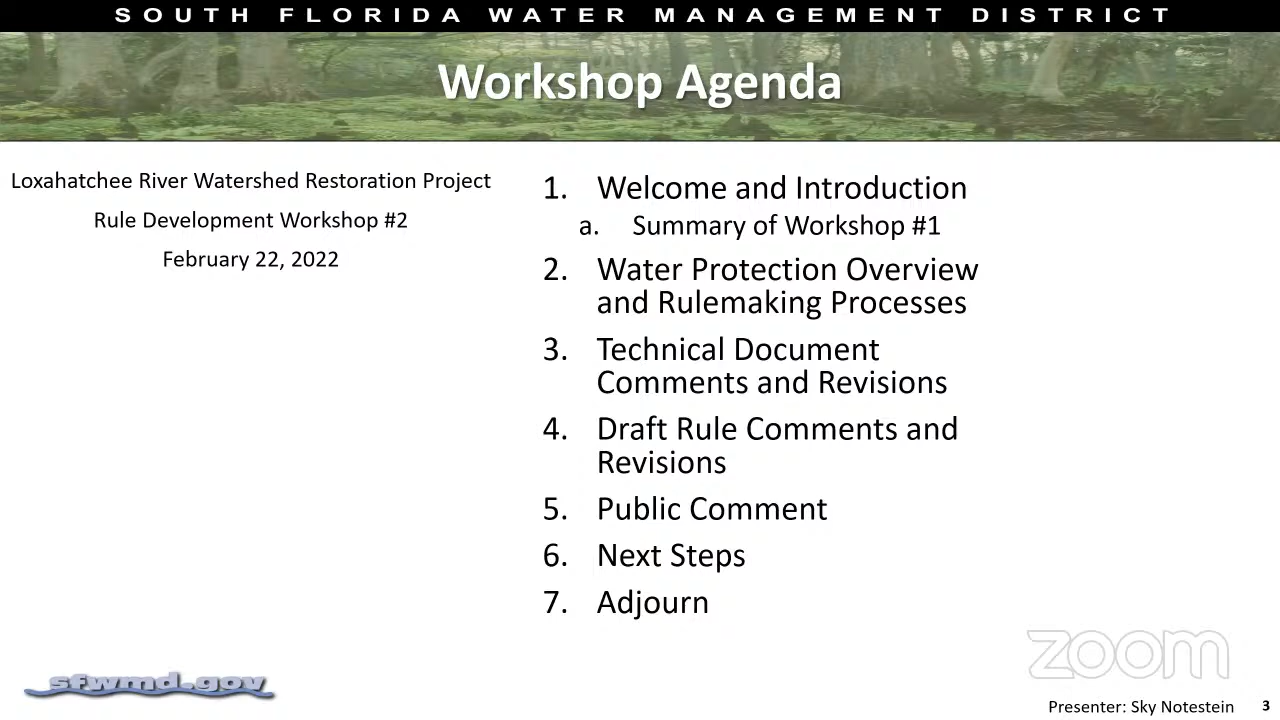 SOUTH FLORIDA WATER MANAGEMENT DISTRICT
Workshop Agenda
Loxahatchee River Watershed Restoration Project
Rule Development Workshop #2
February 22, 2022
1. Welcome and Introduction
a. Summary of Workshop #1
2. Water Protection Overview
and Rulemaking Processes
3. Technical Document
Comments and Revisions
4. Draft Rule Comments and
Revisions
5. Public Comment
6. Next Steps
7. Adjourn
zoom
sfwmd.gov
Presenter: Sky Notestein 3